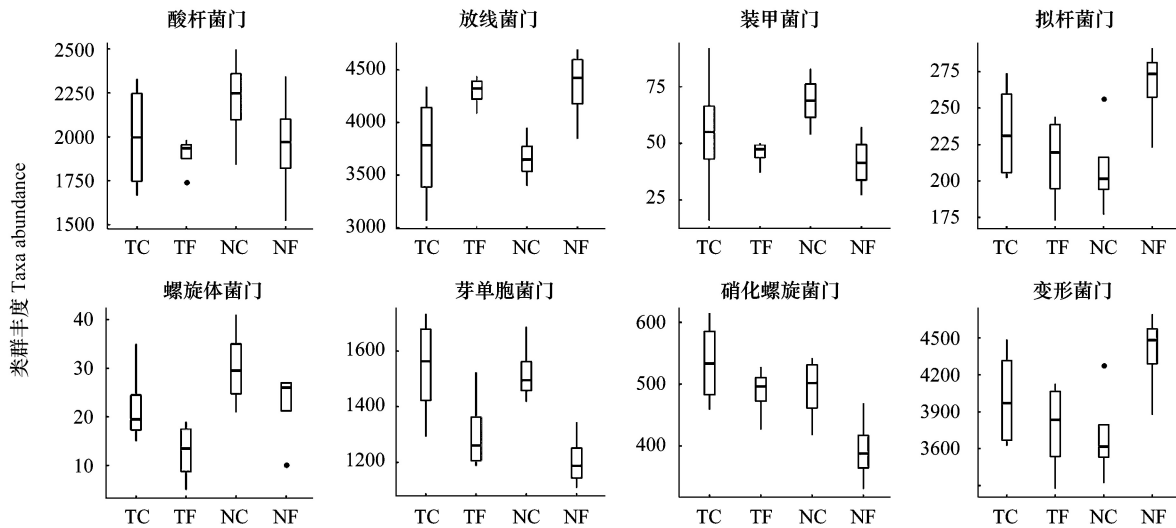 酸杆菌门
放线菌门
装甲菌门
拟杆菌门
2500
2250
2000
1750
1500
TC TF NC NF
4500
4000
3500
3000
TC TF NC NF
75
50
25
TC TF NC NF
275
250
225
200
175
TC TF NC NF
类群丰度 Taxa abundance
螺旋体菌门
芽单胞菌门
硝化螺旋菌门
变形菌门
40
30
20
10
TC TF NC NF
1600
1400
1200
TC TF NC NF
600
500
400
TC TF NC NF
4500
4200
3900
3600
TC TF NC NF